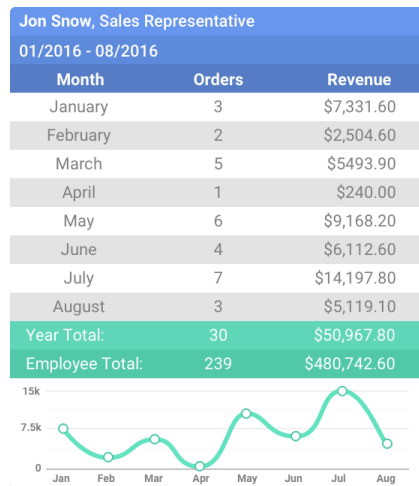 Jon Snow, Sales Representative
01/2016 - 08/2016
Month Orders Revenue
January 3 $7,331.60
February 2 $2,504.60
March 5 $5493.90
April 1 $240.00
May 6 $9,168.20
June 4 $6,112.60
July 7 $14,197.80
August 3 $5,119.10
Year Total: 30 $50,967.80
Employee Total: 239 $480,742.60
15k
7.5k
0
Jan Feb Mar Apr May Jun Jul Aug